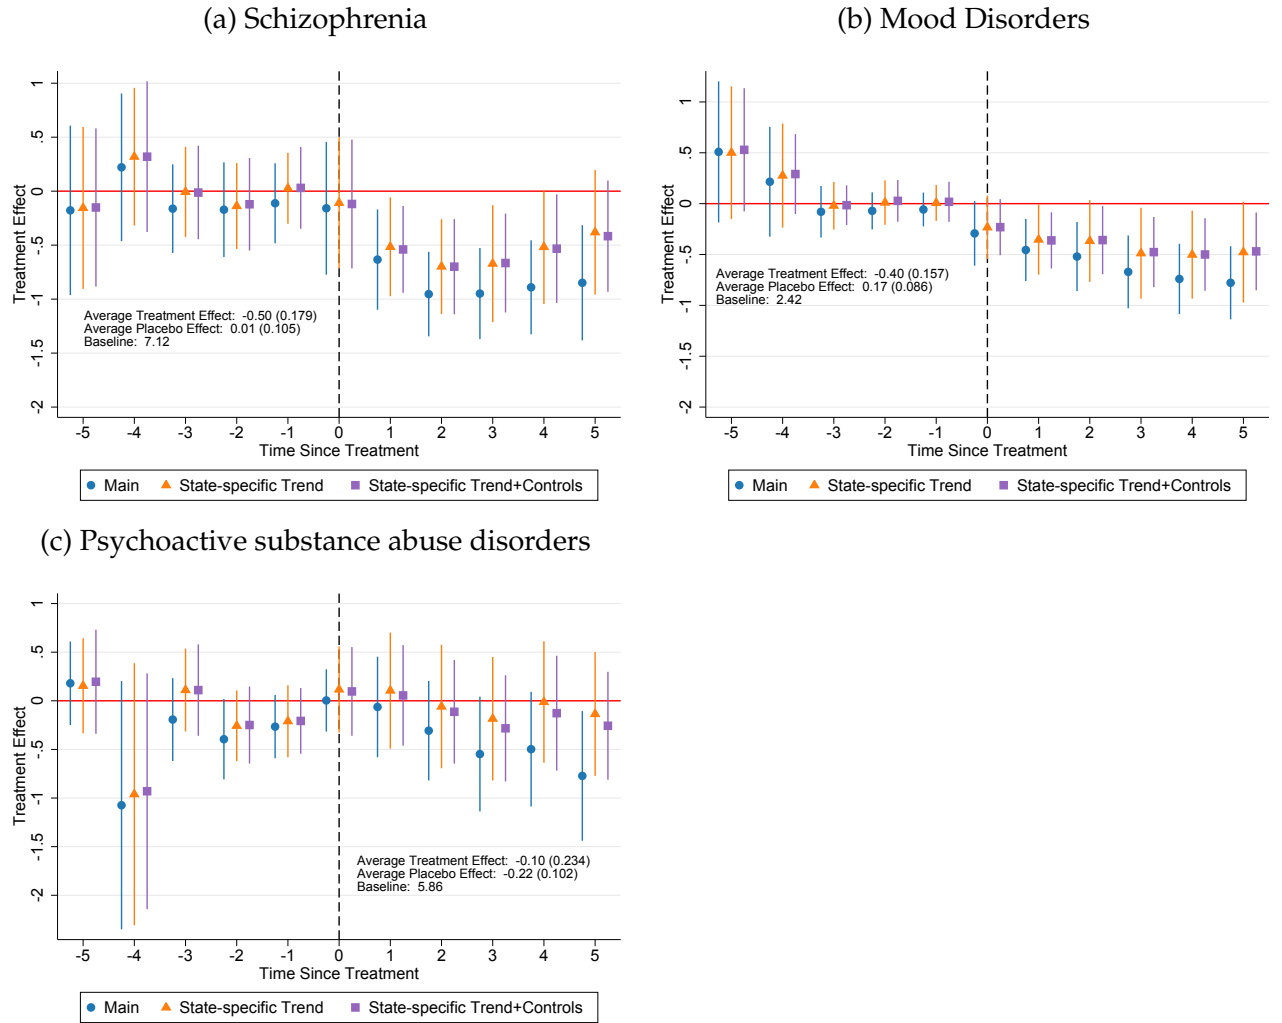 (a) Schizophrenia
Treatment Effect
1
.5
0
-.5
-1
-1.5
-2
Average Treatment Effect: -0.50 (0.179)
Average Placebo Effect: 0.01 (0.105)
Baseline: 7.12
-5 -4 -3 -2 -1 0 1 2 3 4 5
Time Since Treatment
Main State-specific Trend State-specific Trend+Controls
(b) Mood Disorders
Treatment Effect
1
.5
0
-.5
-1
-1.5
-2
Average Treatment Effect: -0.40 (0.157)
Average Placebo Effect: 0.17 (0.086)
Baseline: 2.42
-5 -4 -3 -2 -1 0 1 2 3 4 5
Time Since Treatment
Main State-specific Trend State-specific Trend+Controls
(c) Psychoactive substance abuse disorders
Treatment Effect
1
.5
0
-.5
-1
-1.5
-2
Average Treatment Effect: -0.10 (0.234)
Average Placebo Effect: -0.22 (0.102)
Baseline: 5.86
-5 -4 -3 -2 -1 0 1 2 3 4 5
Time Since Treatment
Main State-specific Trend State-specific Trend+Controls